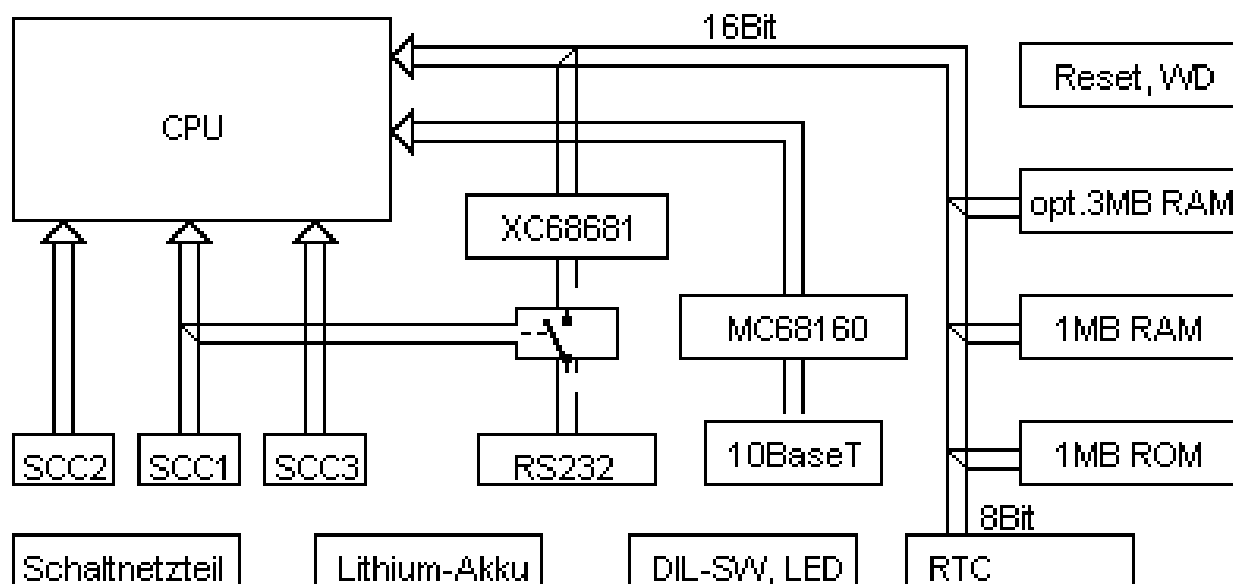 16Bit
Reset, WD
CPU
opt.3MB RAM
XC68681
MC68160
1MB RAM
SCC2
SCC1
SCC3
RS232
10BaseT
1MB ROM
8Bit
Schaltnetzteil
Lithium-Akku
DIL-SW, LED
RTC